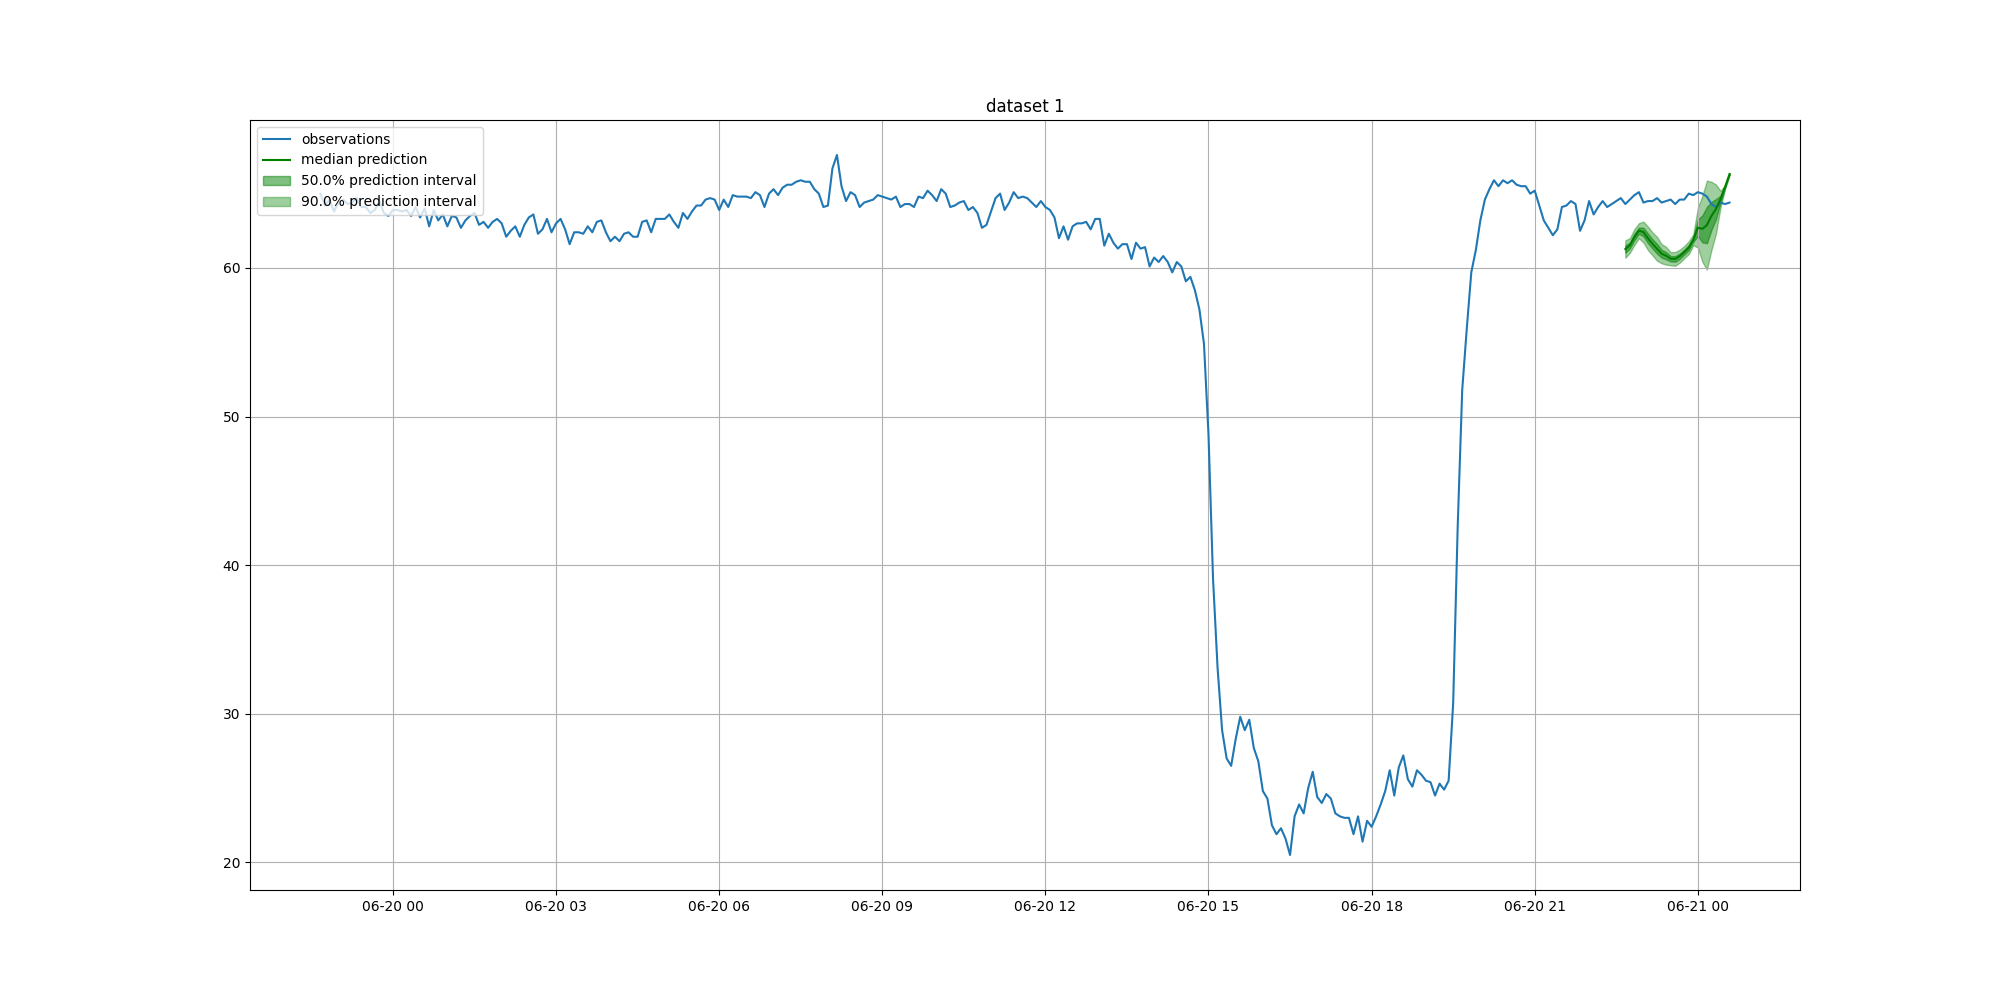 dataset 1
observations
median prediction
50.0% prediction interval
90.0% prediction interval
60
50
40
30
20
06-20 00 06-20 03 06-20 06 06-20 09 06-20 12 06-20 15 06-20 18 06-20 21 06-21 00